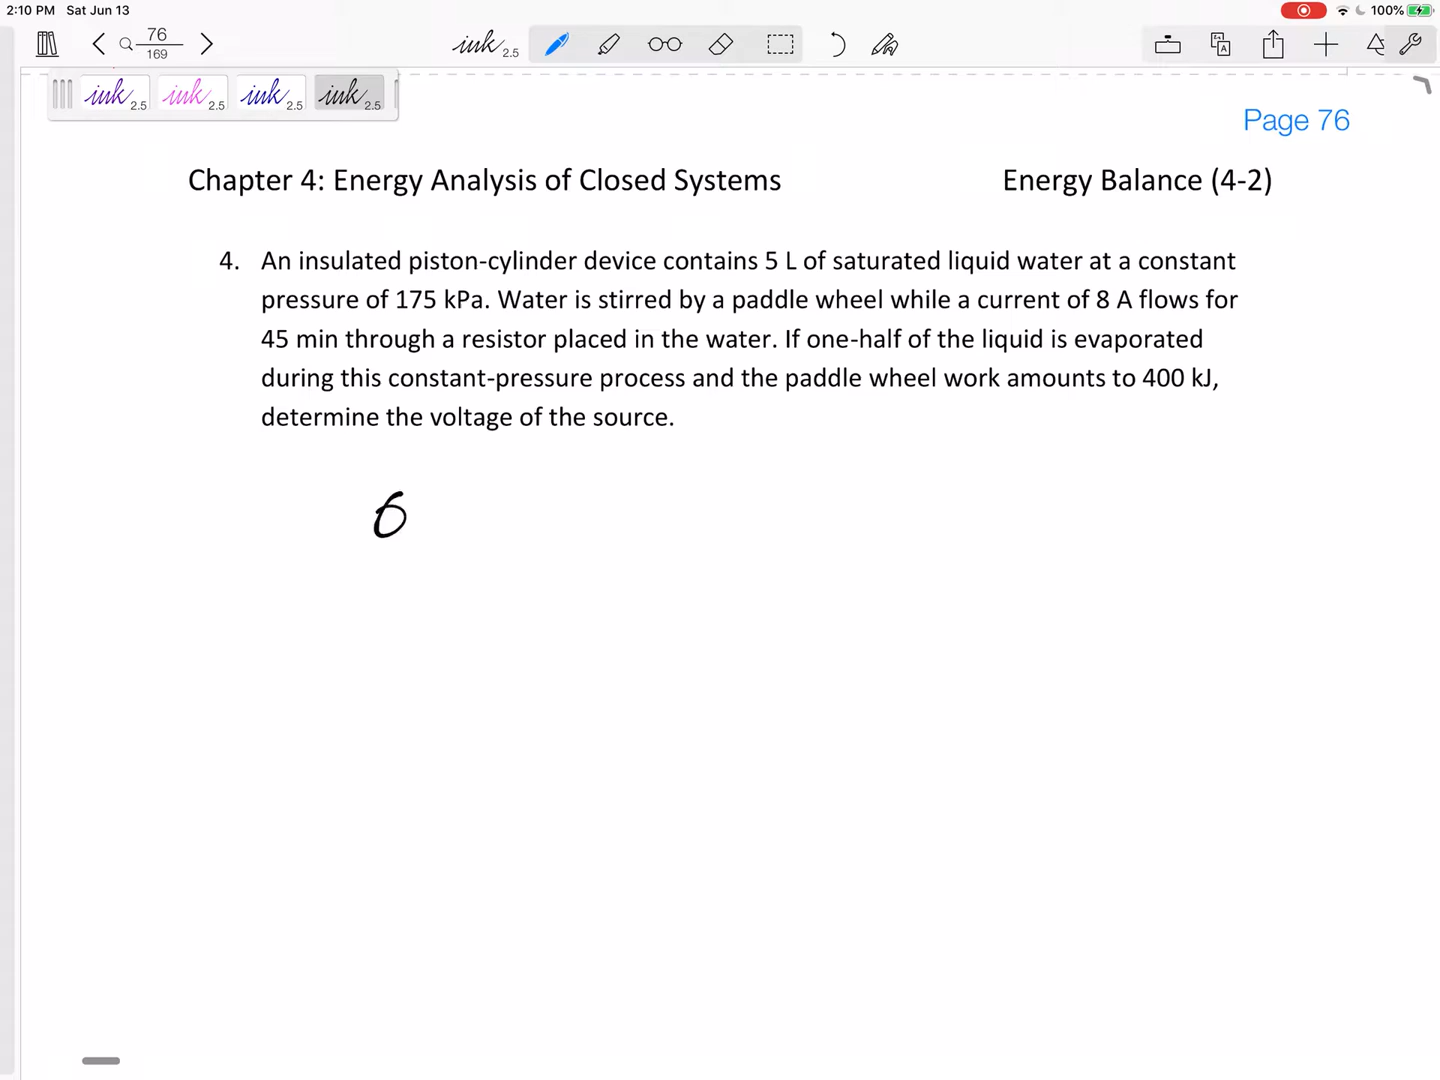 2:10 PM Sat Jun 13
100%
76
169
ink 2.5
ink 2.5
ink 2.5
ink 2.5
ink 2.5
Page 76
Chapter 4: Energy Analysis of Closed Systems Energy Balance (4-2)
4. An insulated piston-cylinder device contains 5 L of saturated liquid water at a constant
pressure of 175 kPa. Water is stirred by a paddle wheel while a current of 8 A flows for
45 min through a resistor placed in the water. If one-half of the liquid is evaporated
during this constant-pressure process and the paddle wheel work amounts to 400 kJ,
determine the voltage of the source.